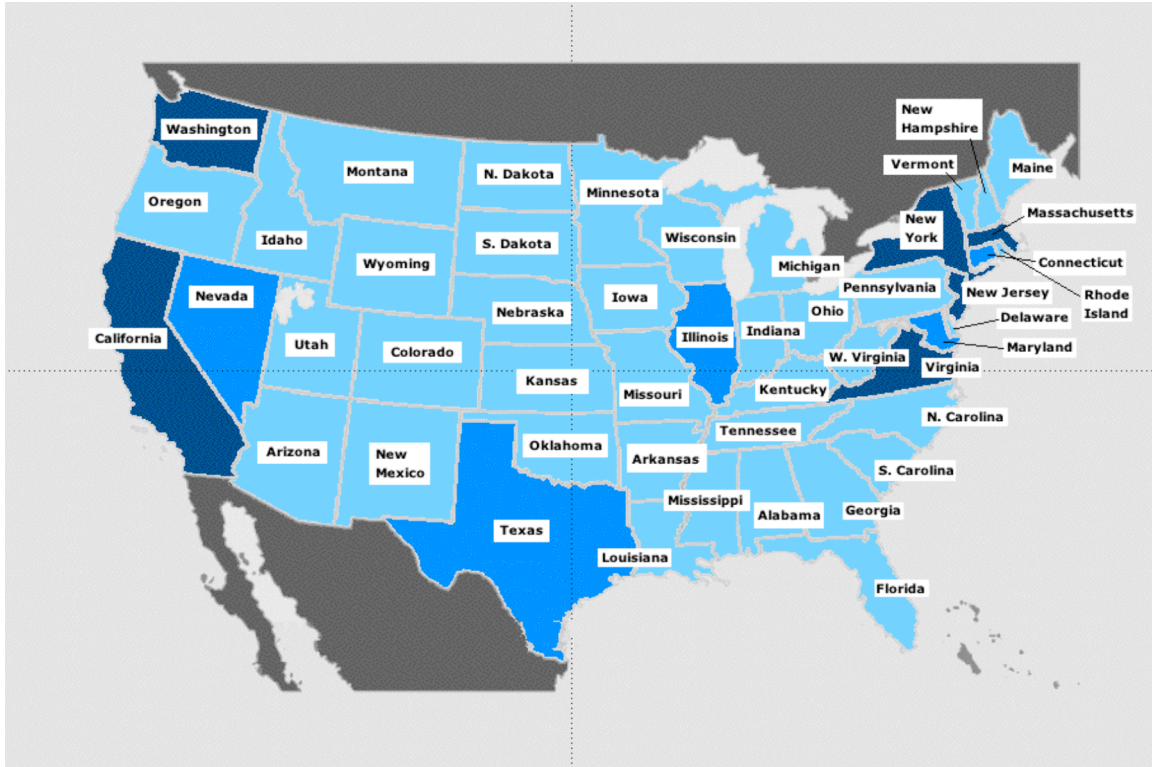 New
Hampshire
Washington
Vermont
Maine
Montana
N. Dakota
Minnesota
Oregon
Massachusetts
New
York
Idaho
S. Dakota
Wisconsin
Wyoming
Michigan
Connecticut
Nevada
Iowa
Pennsylvania
New Jersey
Rhode
Island
Nebraska
Ohio
Delaware
California
Utah
Colorado
Illinois
Indiana
Maryland
W. Virginia
Virginia
Kansas
Missouri
Kentucky
N. Carolina
Tennessee
Oklahoma
Arizona
New
Mexico
Arkansas
S. Carolina
Mississippi
Alabama
Georgia
Texas
Louisiana
Florida